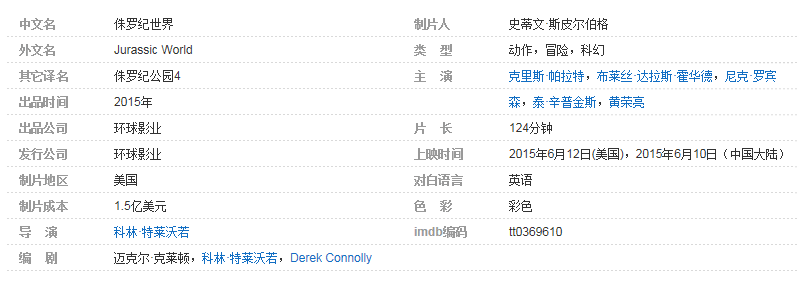 中文名 侏罗纪世界 制片人 史蒂文·斯皮尔伯格
外文名 Jurassic World 类 型 动作，冒险，科幻
其它译名 侏罗纪公园4 主 演 克里斯·帕拉特，布莱丝·达拉斯·霍华德，尼克·罗宾
出品时间 2015年 森，泰·辛普金斯，黄荣亮
出品公司 环球影业 片 长 124分钟
发行公司 环球影业 上映时间 2015年6月12日(美国)，2015年6月10日（中国大陆）
制片地区 美国 对白语言 英语
制片成本 1.5亿美元 色 彩 彩色
导 演 科林·特莱沃若 imdb编码 tt0369610
编 剧 迈克尔·克莱顿，科林·特莱沃若，Derek Connolly